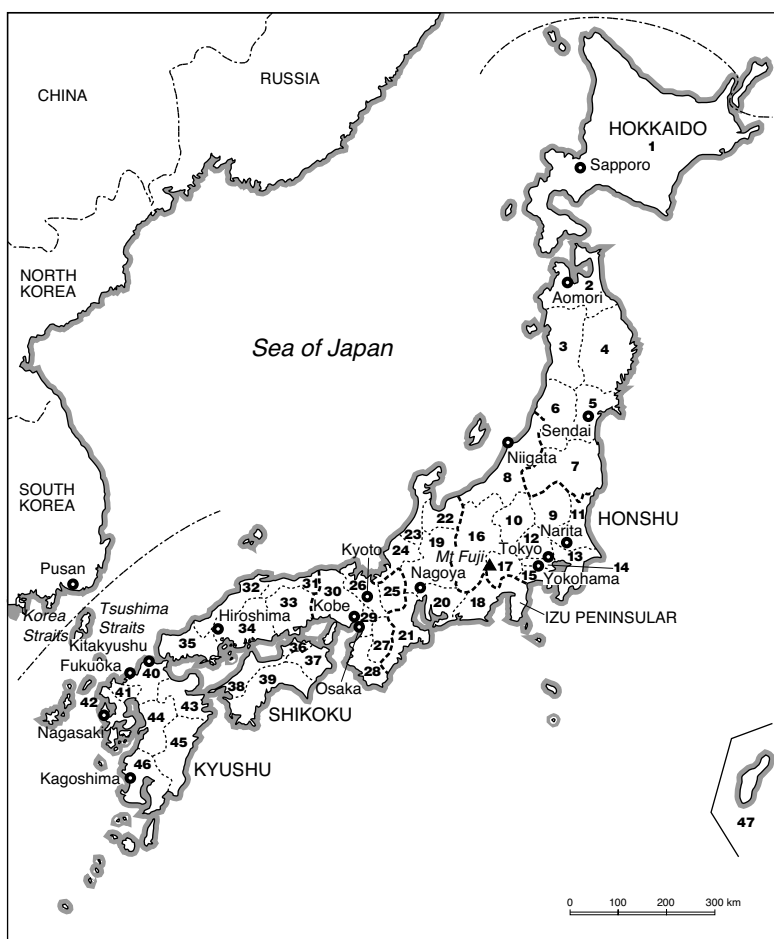 CHINA
RUSSIA
HOKKAIDO
1
Sapporo
NORTH
KOREA
2
Aomori
Sea of Japan
3
4
6
5
Sendai
Niigata
7
8
SOUTH
KOREA
22
16
10
9
11
HONSHU
23
19
24
12
Narita
Kyoto
Mt Fuji
Tokyo
13
14
Pusan
17
15
Yokohama
Nagoya
32
31
30
26
25
33
Kobe
29
20
18
IZU PENINSULAR
Korea
Straits
Tsushima
Straits
Hiroshima
34
Kitakyushu
35
21
Fukuoka
40
36
37
27
41
38
39
Osaka
28
42
43
SHIKOKU
44
Nagasaki
45
46
KYUSHU
Kagoshima
47
0 100 200 300 km